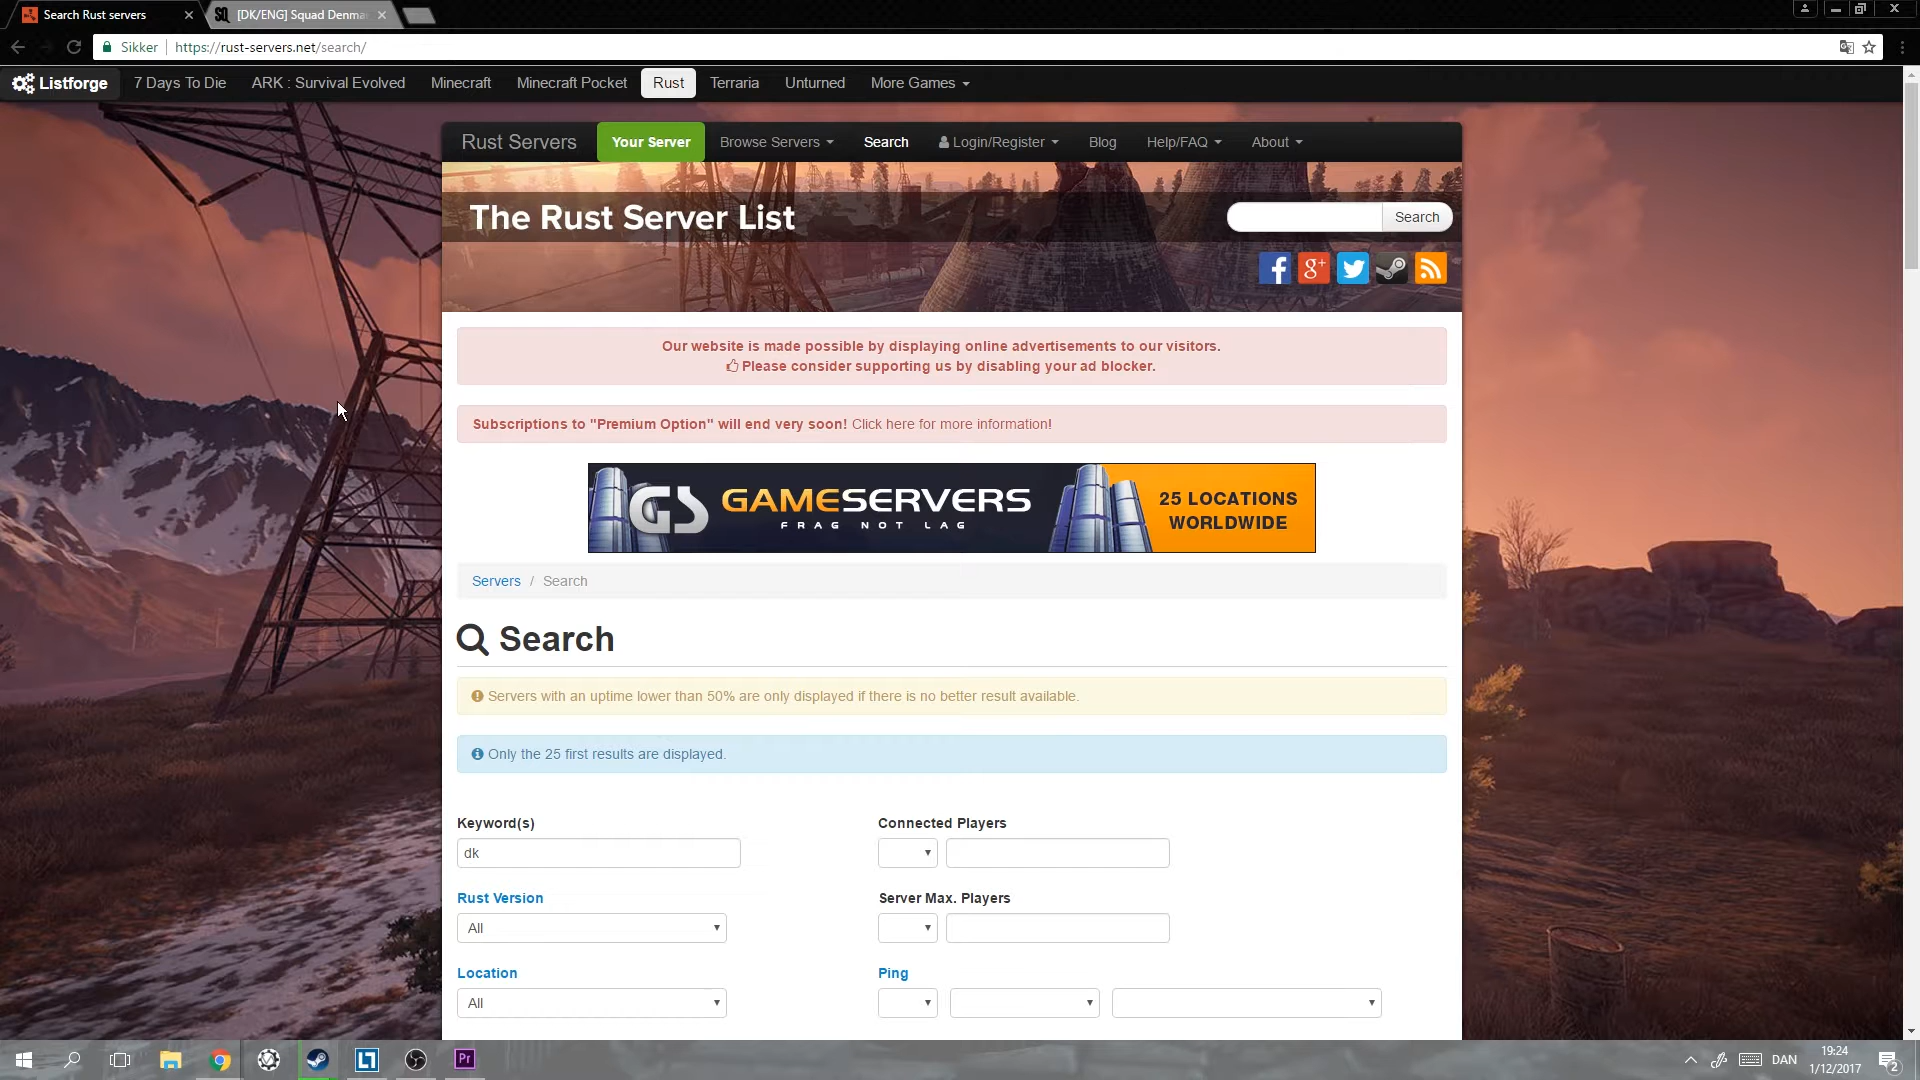 Search Rust servers
[DK/ENG] Squad Denma
Sikker https://rust-servers.net/search/
Listforge 7 Days To Die ARK : Survival Evolved Minecraft Minecraft Pocket Rust Terraria Unturned More Games
Rust Servers Your Server Browse Servers Search Login/Register Blog Help/FAQ About
The Rust Server List
Search
Our website is made possible by displaying online advertisements to our visitors.
Please consider supporting us by disabling your ad blocker.
Subscriptions to "Premium Option" will end very soon! Click here for more information!
GS GAMESERVERS
FRAG NOT LAG
25 LOCATIONS
WORLDWIDE
Servers / Search
Search
Servers with an uptime lower than 50% are only displayed if there is no better result available.
Only the 25 first results are displayed.
Keyword(s)
dk
Connected Players
Rust Version
All
Server Max. Players
Location
All
Ping
Pr
DAN
19:24
1/12/2017
2